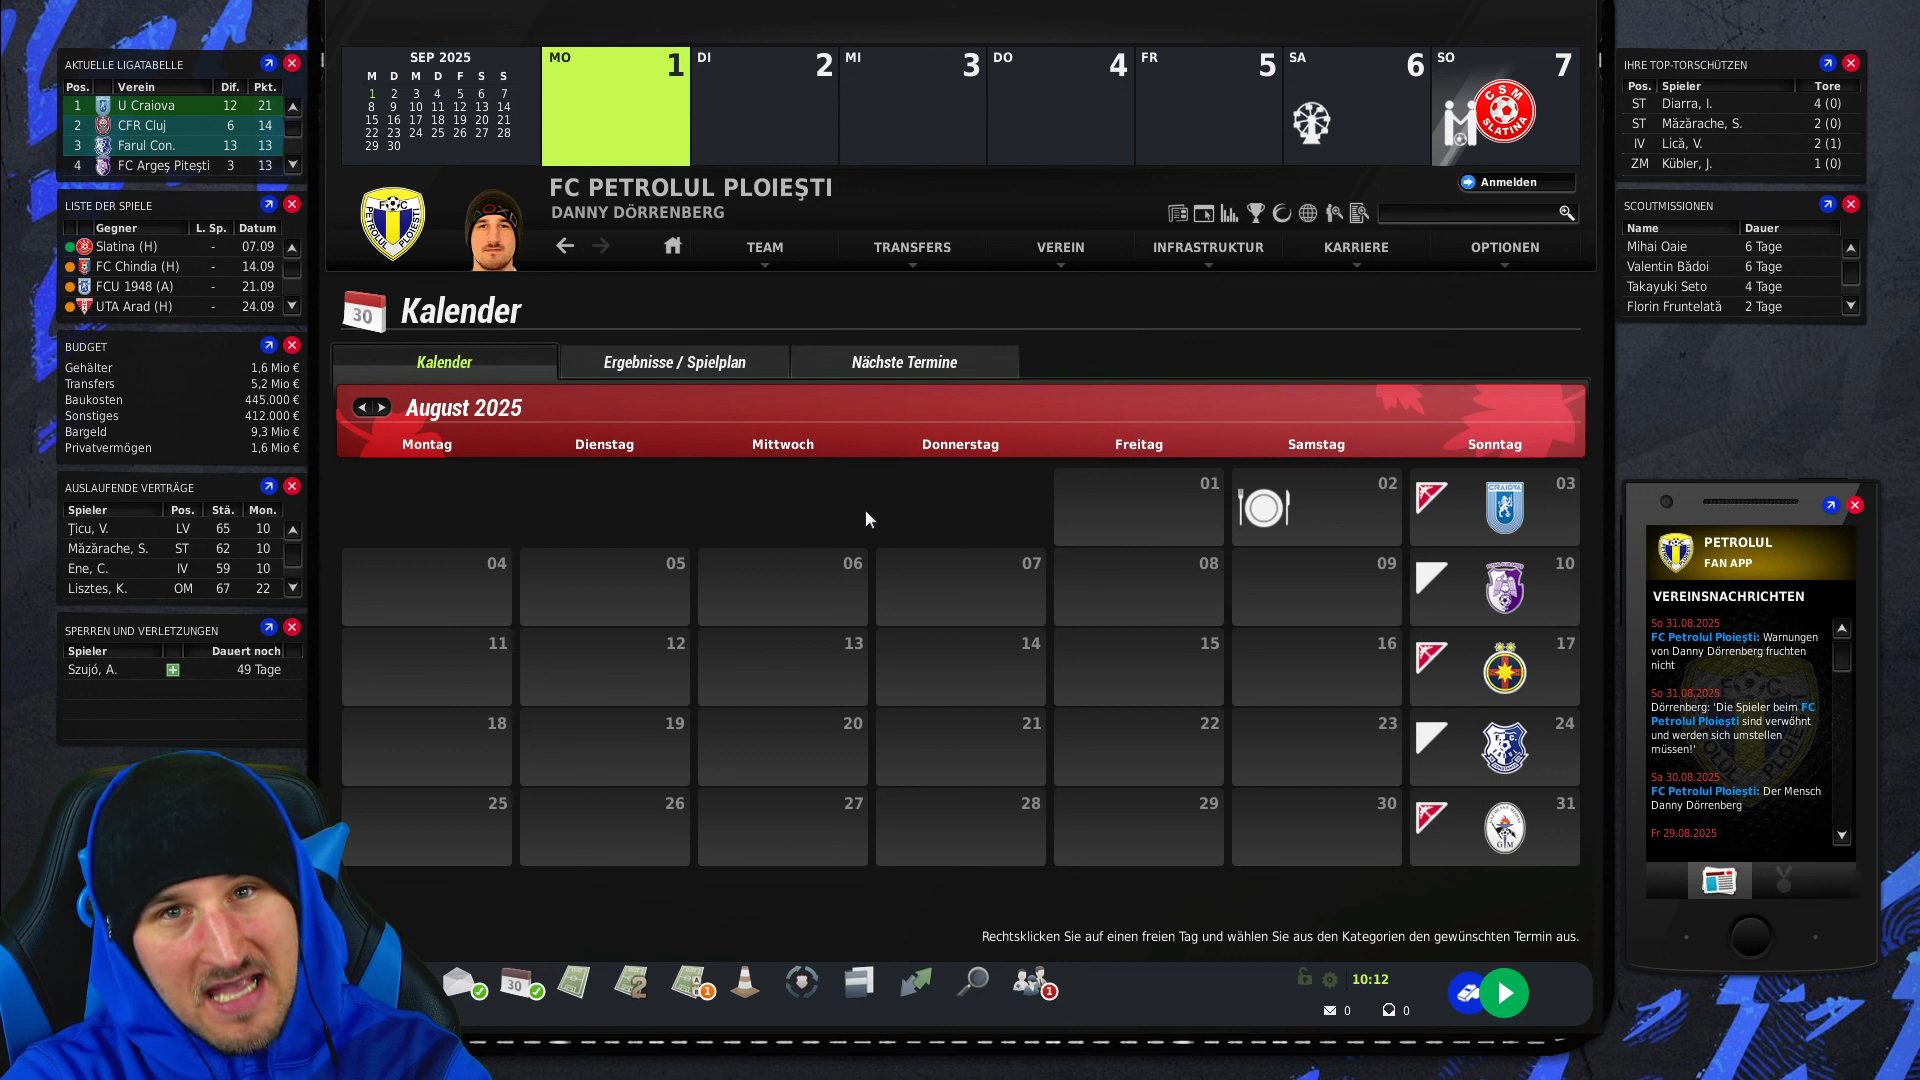 AKTUELLE LIGATABELLE
Pos. Verein Dif. Pkt.
1 U Craiova 12 21
2 CFR Cluj 6 14
3 Farul Con. 13 13
4 FC Argeş Piteşti 3 13
LISTE DER SPIELE
Gegner L. Sp. Datum
Slatina (H) - 07.09
FC Chindia (H) - 14.09
FCU 1948 (A) - 21.09
UTA Arad (H) - 24.09
BUDGET
Gehälter 1,6 Mio €
Transfers 5,2 Mio €
Baukosten 445.000 €
Sonstiges 412.000 €
Bargeld 9,3 Mio €
Privatvermögen 1,6 Mio €
AUSLAUFENDE VERTRÄGE
Spieler Pos. Stä. Mon.
Ţicu, V. LV 65 10
Măzărache, S. ST 62 10
Ene, C. IV 59 10
Lisztes, K. OM 67 22
SPERREN UND VERLETZUNGEN
Spieler Dauert noch
Szujó, A. 49 Tage
SEP 2025
M D M D F S S
1 2 3 4 5 6 7
8 9 10 11 12 13 14
15 16 17 18 19 20 21
22 23 24 25 26 27 28
29 30
MO 1 DI 2 MI 3 DO 4 FR 5 SA 6 SO 7
CSM
SLATINA
FC PETROLUL PLOIEŞTI
DANNY DÖRRENBERG
Anmelden
TEAM TRANSFERS VEREIN INFRASTRUKTUR KARRIERE OPTIONEN
30 Kalender
Kalender Ergebnisse / Spielplan Nächste Termine
August 2025
Montag Dienstag Mittwoch Donnerstag Freitag Samstag Sonntag
01 02 03
CRAIOVA
04 05 06 07 08 09 10
11 12 13 14 15 16 17
18 19 20 21 22 23 24
25 26 27 28 29 30 31
Rechtsklicken Sie auf einen freien Tag und wählen Sie aus den Kategorien den gewünschten Termin aus.
30 2 1 1
10:12
0 0
IHRE TOP-TORSCHÜTZEN
Pos. Spieler Tore
ST Diarra, I. 4 (0)
ST Măzărache, S. 2 (0)
IV Lică, V. 2 (1)
ZM Kübler, J. 1 (0)
SCOUTMISSIONEN
Name Dauer
Mihai Oaie 6 Tage
Valentin Bădoi 6 Tage
Takayuki Seto 4 Tage
Florin Fruntelată 2 Tage
PETROLUL
FAN APP
VEREINSNACHRICHTEN
So 31.08.2025
FC Petrolul Ploieşti: Warnungen
von Danny Dörrenberg fruchten
nicht
So 31.08.2025
Dörrenberg: 'Die Spieler beim FC
Petrolul Ploieşti sind verwöhnt
und werden sich umstellen
müssen!'
Sa 30.08.2025
FC Petrolul Ploieşti: Der Mensch
Danny Dörrenberg
Fr 29.08.2025